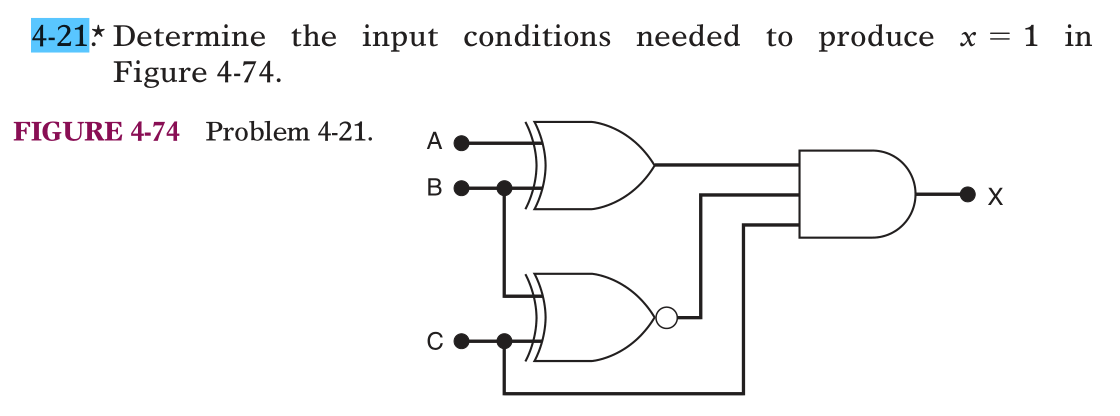 4-21.* Determine the input conditions needed to produce x = 1 in
Figure 4-74.
FIGURE 4-74 Problem 4-21.
A
B
X
C